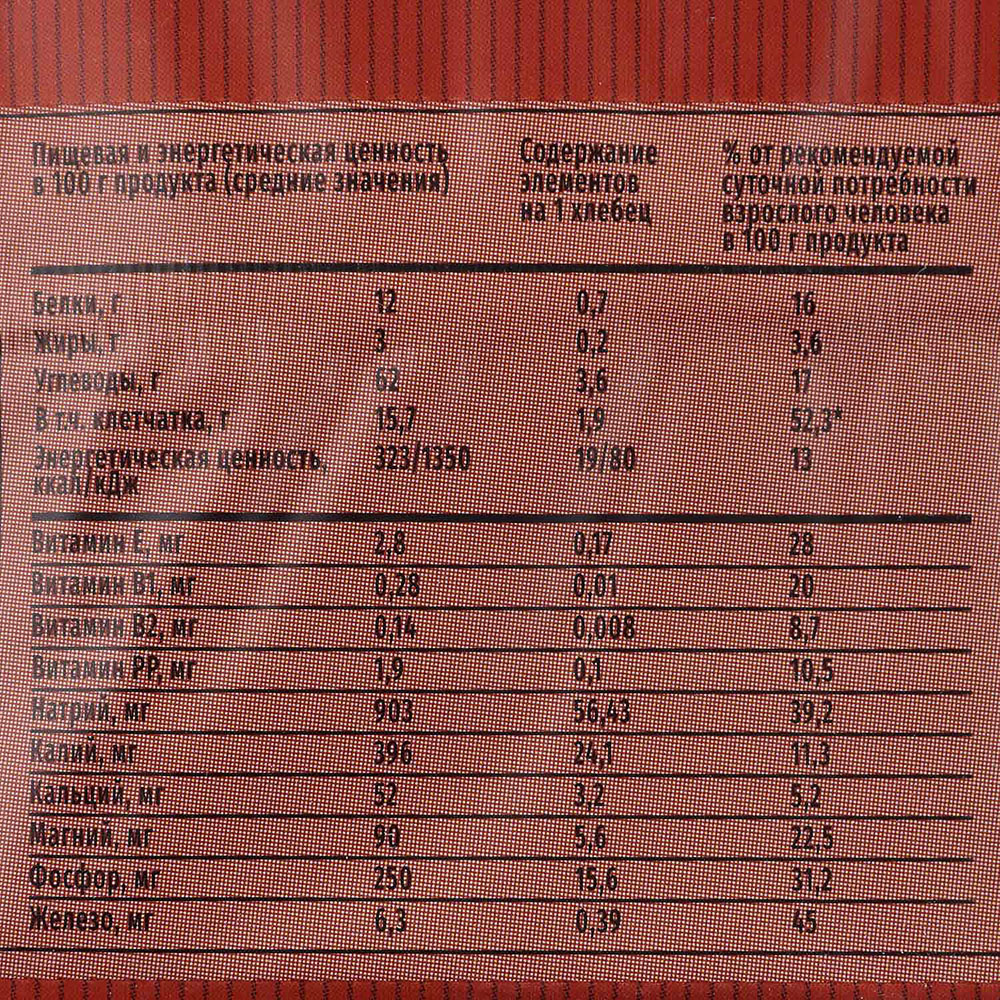 Пищевая и энергетическая ценность
в 100 г продукта (средние значения)
Содержание
элементов
на 1 хлебец
% от рекомендуемой
суточной потребности
взрослого человека
в 100 г продукта
Белки, г 12 0,7 16
Жиры, г 3 0,2 3,6
Углеводы, г 62 3,6 17
В т.ч. клетчатка, г 15,7 1,9 52,3*
Энергетическая ценность, 323/1350 19/80 13
ккал/кДж
Витамин Е, мг 2,8 0,17 28
Витамин В1, мг 0,28 0,01 20
Витамин В2, мг 0,14 0,008 8,7
Витамин РР, мг 1,9 0,1 10,5
Натрий, мг 903 56,43 39,2
Калий, мг 396 24,1 11,3
Кальций, мг 52 3,2 5,2
Магний, мг 90 5,6 22,5
Фосфор, мг 250 15,6 31,2
Железо, мг 6,3 0,39 45